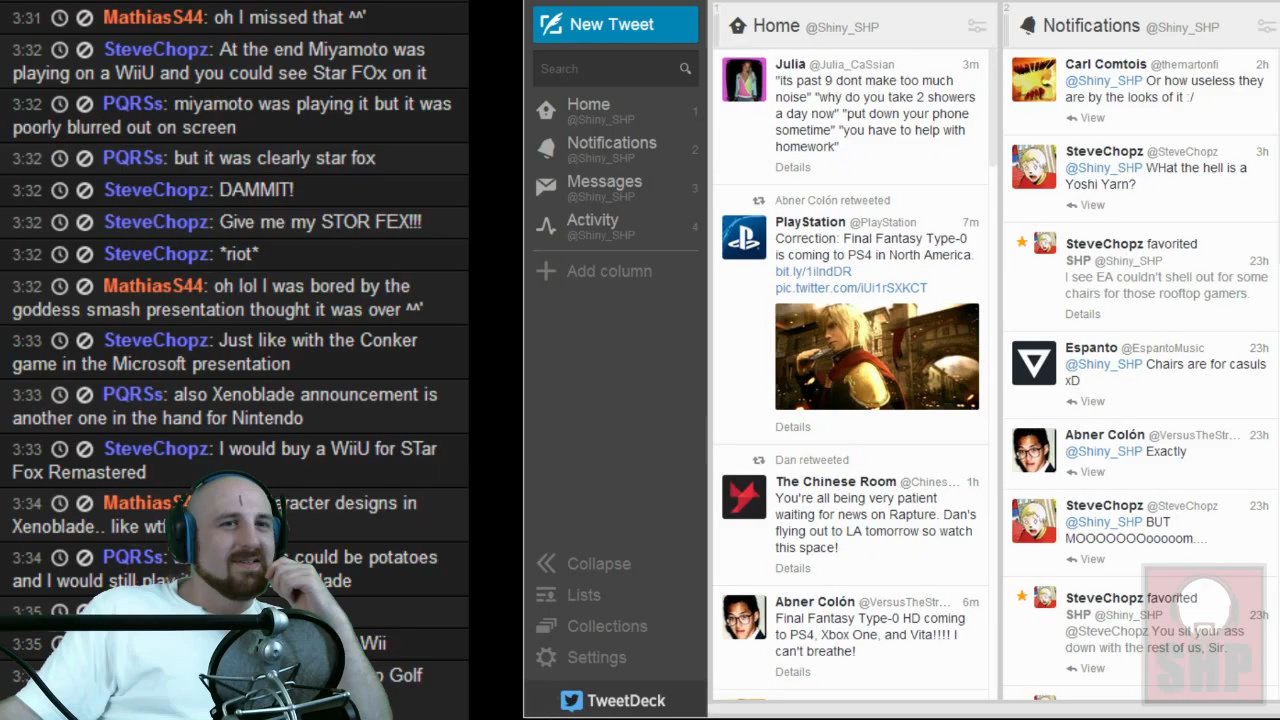 3:31 MathiasS44: oh I missed that ^^'
3:32 SteveChopz: At the end Miyamoto was
playing on a WiiU and you could see Star FOx on it
3:32 PQRSs: miyamoto was playing it but it was
poorly blurred out on screen
3:32 PQRSs: but it was clearly star fox
3:32 SteveChopz: DAMMIT!
3:32 SteveChopz: Give me my STOR FEX!!!
3:32 SteveChopz: *riot*
3:32 MathiasS44: oh lol I was bored by the
goddess smash presentation thought it was over ^^'
3:33 SteveChopz: Just like with the Conker
game in the Microsoft presentation
3:33 PQRSs: also Xenoblade announcement is
another one in the hand for Nintendo
3:33 SteveChopz: I would buy a WiiU for STar
Fox Remastered
3:34 MathiasS4 racter designs in
Xenoblade.. like
3:34 PQRSs: could be potatoes
and I would still play
3:35
3:35 Wii
3: Golf
New Tweet
Search
Home 1
@Shiny_SHP
Notifications 2
@Shiny_SHP
Messages 3
@Shiny_SHP
Activity 4
@Shiny_SHP
Add column
Collapse
Lists
Collections
Settings
TweetDeck
1
Home @Shiny_SHP
Julia @Julia_CaSsian 3m
"its past 9 dont make too much
noise" "why do you take 2 showers
a day now" "put down your phone
sometime" "you have to help with
homework"
Details
Abner Colón retweeted
PlayStation @PlayStation 7m
Correction: Final Fantasy Type-0
is coming to PS4 in North America.
bit.ly/1iIndDR
pic.twitter.com/iUi1rSXKCT
Details
Dan retweeted
The Chinese Room @Chines... 1h
You're all being very patient
waiting for news on Rapture. Dan's
flying out to LA tomorrow so watch
this space!
Details
Abner Colón @VersusTheStr... 6m
Final Fantasy Type-0 HD coming
to PS4, Xbox One, and Vita!!!! I
can't breathe!
Details
2
Notifications @Shiny_SHP
Carl Comtois @themartonfi 2h
@Shiny_SHP Or how useless they
are by the looks of it :/
View
SteveChopz @SteveChopz 3h
@Shiny_SHP WHat the hell is a
Yoshi Yarn?
View
SteveChopz favorited
SHP @Shiny_SHP 23h
I see EA couldn't shell out for some
chairs for those rooftop gamers.
Details
Espanto @EspantoMusic 23h
@Shiny_SHP Chairs are for casuls
xD
View
Abner Colón @VersusTheStr... 23h
@Shiny_SHP Exactly
View
SteveChopz @SteveChopz 23h
@Shiny_SHP BUT
MOOOOOOOooooom....
View
SteveChopz favorited
SHP @Shiny_SHP 23h
@SteveChopz You sit your ass
down with the rest of us, Sir.
View
SHP